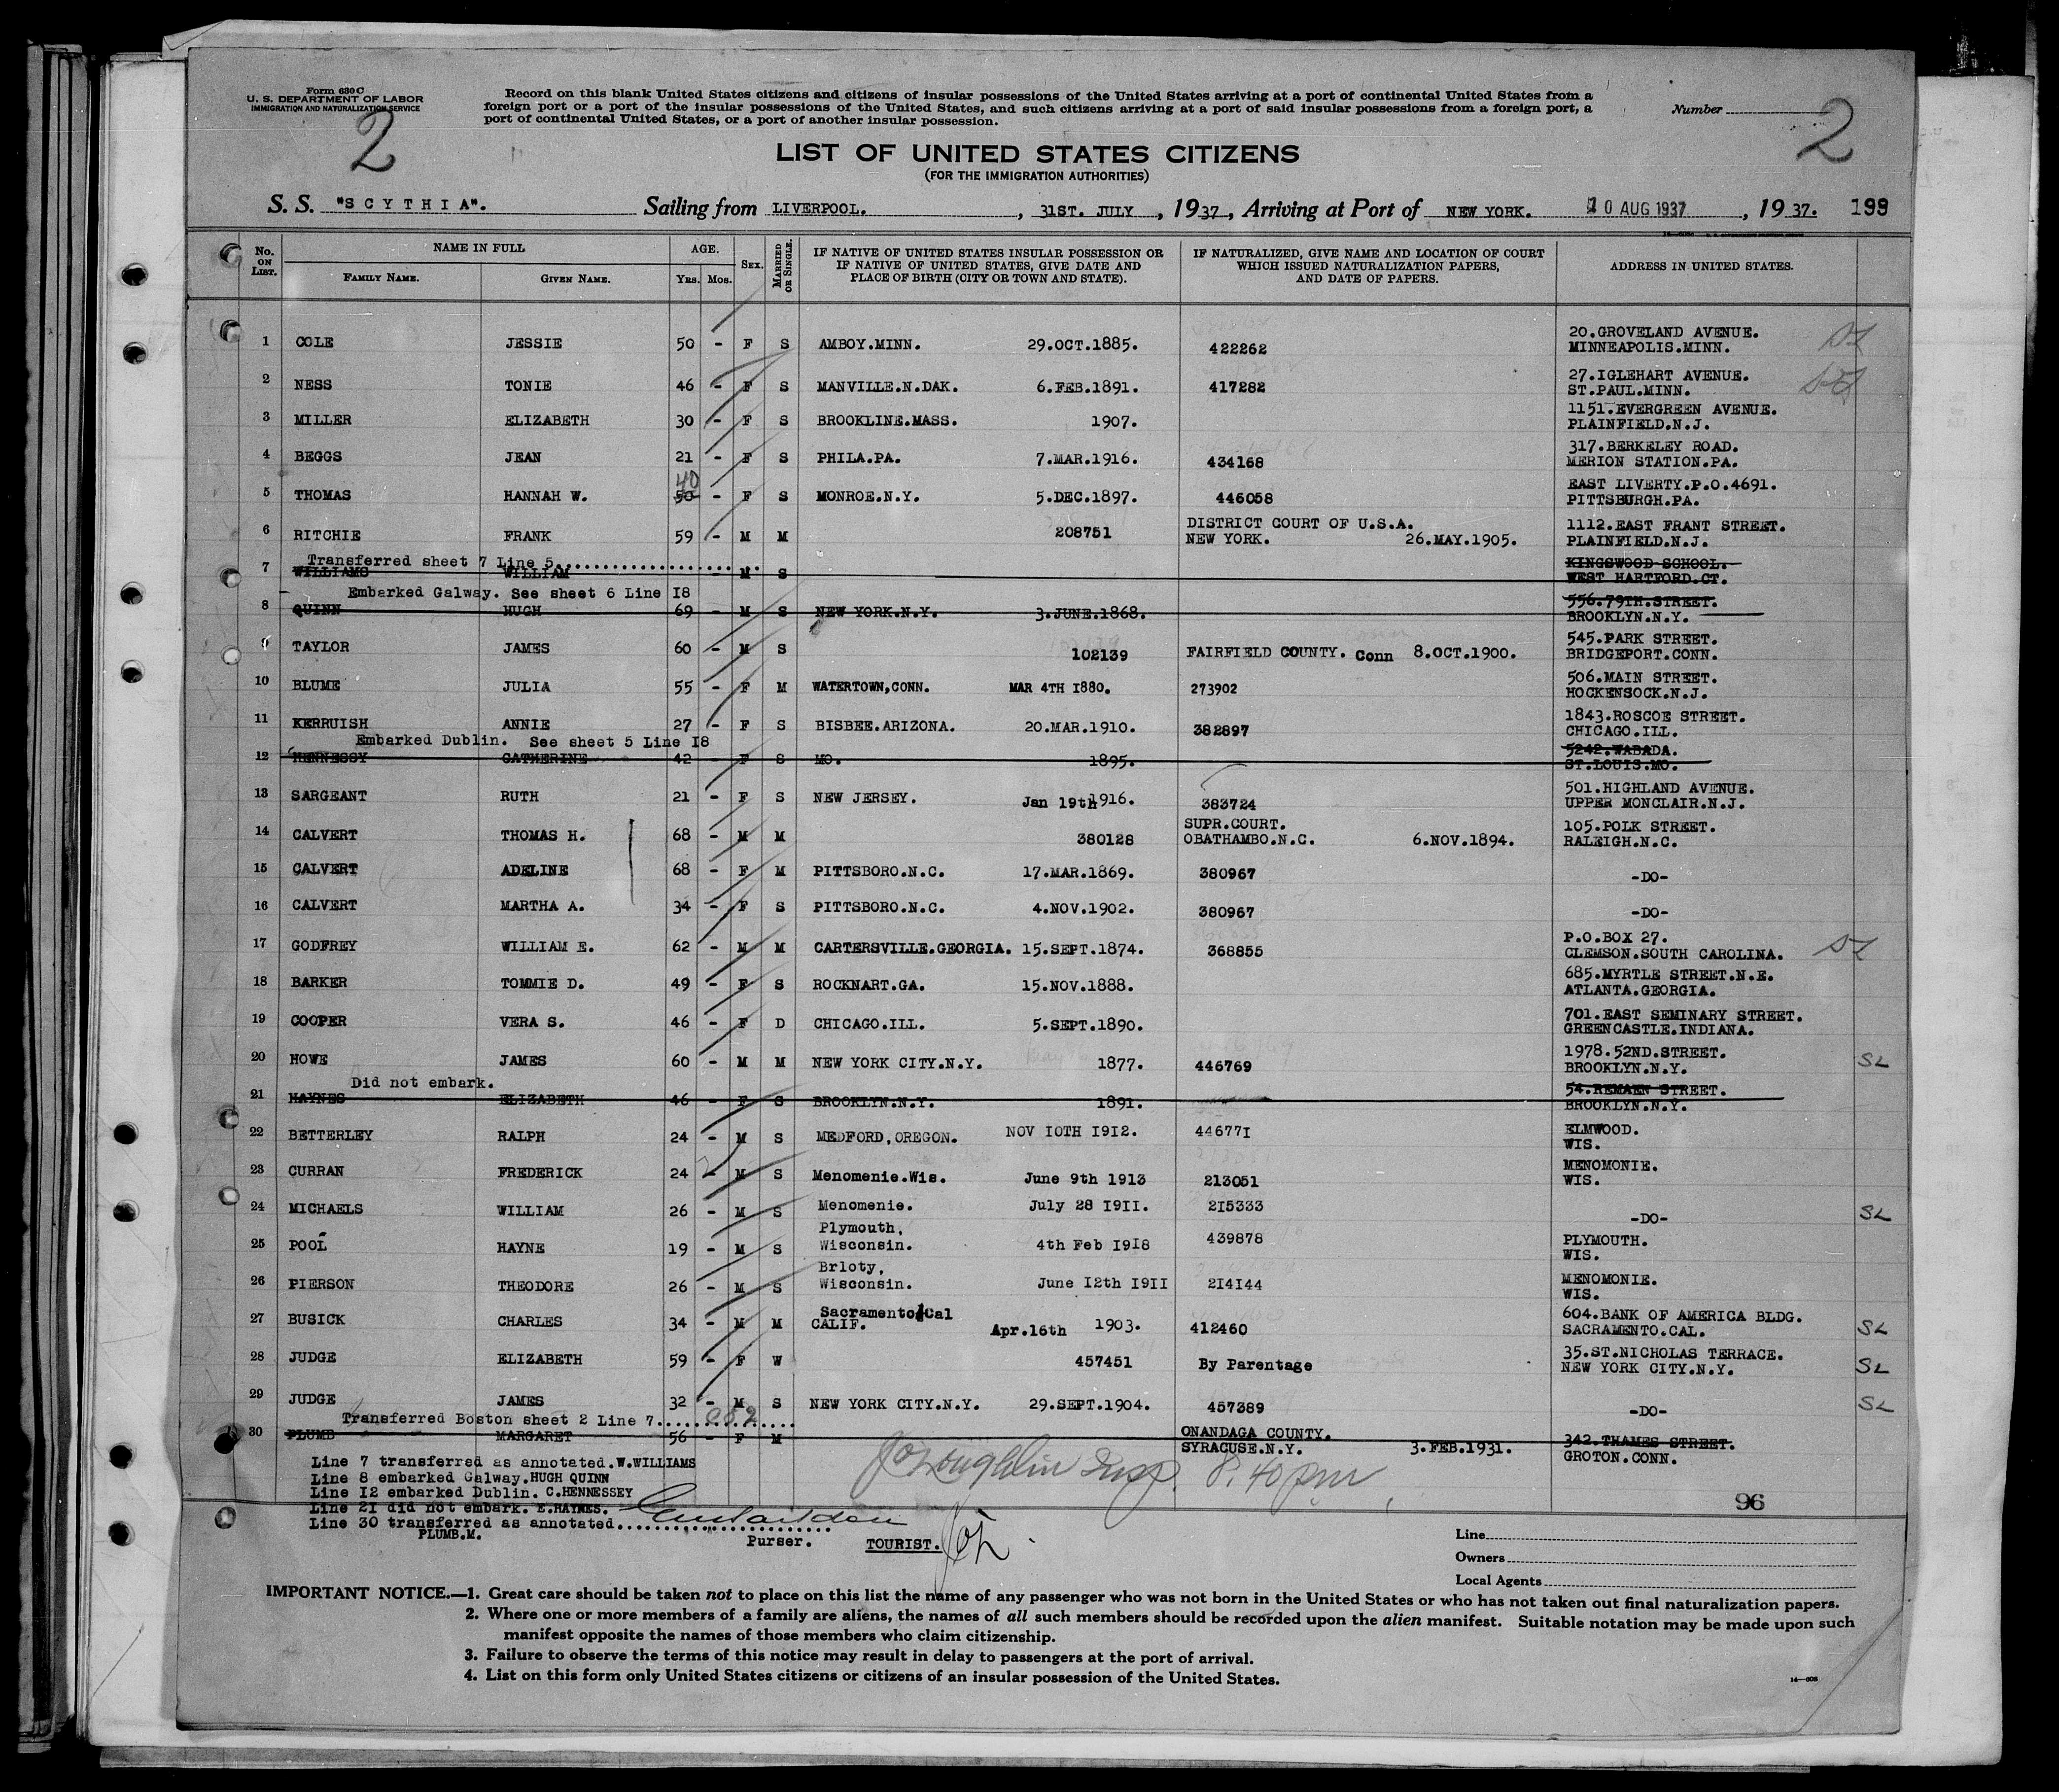 Form 630 C
U. S. DEPARTMENT OF LABOR
IMMIGRATION AND NATURALIZATION SERVICE
2
Record on this blank United States citizens and citizens of insular possessions of the United States arriving at a port of continental United States from a
foreign port or a port of the insular possessions of the United States, and such citizens arriving at a port of said insular possessions from a foreign port, a
port of continental United States, or a port of another insular possession.
Number
2
LIST OF UNITED STATES CITIZENS
(FOR THE IMMIGRATION AUTHORITIES)
S. S. "SCYTHIA". Sailing from LIVERPOOL. , 31ST. JULY , 1937 , Arriving at Port of NEW YORK. 10 AUG 1937 , 1937. 199
No. ON LIST. NAME IN FULL FAMILY NAME. GIVEN NAME. AGE. Yrs. Mos. SEX. MARRIED OR SINGLE. IF NATIVE OF UNITED STATES INSULAR POSSESSION OR IF NATIVE OF UNITED STATES, GIVE DATE AND PLACE OF BIRTH (CITY OR TOWN AND STATE). IF NATURALIZED, GIVE NAME AND LOCATION OF COURT WHICH ISSUED NATURALIZATION PAPERS, AND DATE OF PAPERS. ADDRESS IN UNITED STATES.
1 COLE JESSIE 50 - F S AMBOY.MINN. 29.OCT.1885. 422262 20.GROVELAND AVENUE. MINNEAPOLIS.MINN.
2 NESS TONIE 46 - F S MANVILLE.N.DAK. 6.FEB.1891. 417282 27.IGLEHART AVENUE. ST.PAUL.MINN.
3 MILLER ELIZABETH 30 - F S BROOKLINE.MASS. 1907. 1151.EVERGREEN AVENUE. PLAINFIELD.N.J.
4 BEGGS JEAN 21 - F S PHILA.PA. 7.MAR.1916. 434168 317.BERKELEY ROAD. MERION STATION.PA.
5 THOMAS HANNAH W. 50 40 - F S MONROE.N.Y. 5.DEC.1897. 446058 EAST LIVERTY.P.O.4691. PITTSBURGH.PA.
6 RITCHIE FRANK 59 - M M 208751 DISTRICT COURT OF U.S.A. NEW YORK. 26.MAY.1905. 1112.EAST FRANT STREET. PLAINFIELD.N.J.
Transferred sheet 7 Line 5......................
7 WILLIAMS WILLIAM - M S KINGSWOOD SCHOOL. WEST HARTFORD.CT.
Embarked Galway. See sheet 6 Line 18
8 QUINN HUGH 69 - M S NEW YORK.N.Y. 3.JUNE.1868. 556.79TH.STREET. BROOKLYN.N.Y.
9 TAYLOR JAMES 60 - M S 102139 FAIRFIELD COUNTY. Conn 8.OCT.1900. 545.PARK STREET. BRIDGEPORT.CONN.
10 BLUME JULIA 55 - F M WATERTOWN,CONN. MAR 4TH 1880. 273902 506.MAIN STREET. HOCKENSOCK.N.J.
11 KERRUISH ANNIE 27 - F S BISBEE.ARIZONA. 20.MAR.1910. 382897 1843.ROSCOE STREET. CHICAGO.ILL.
Embarked Dublin. See sheet 5 Line 18
12 HENNESSY CATHERINE 42 - F S MO. 1895. 5242.WABADA. ST.LOUIS.MO.
13 SARGEANT RUTH 21 - F S NEW JERSEY. Jan 19th 1916. 383724 501.HIGHLAND AVENUE. UPPER MONCLAIR.N.J.
14 CALVERT THOMAS H. 68 - M M 380128 SUPR.COURT. OBATHAMBO.N.C. 6.NOV.1894. 105.POLK STREET. RALEIGH.N.C.
15 CALVERT ADELINE 68 - F M PITTSBORO.N.C. 17.MAR.1869. 380967 -DO-
16 CALVERT MARTHA A. 34 - F S PITTSBORO.N.C. 4.NOV.1902. 380967 -DO-
17 GODFREY WILLIAM E. 62 - M M CARTERSVILLE.GEORGIA. 15.SEPT.1874. 368855 P.O.BOX 27. CLEMSON.SOUTH CAROLINA.
18 BARKER TOMMIE D. 49 - F S ROCKNART.GA. 15.NOV.1888. 685.MYRTLE STREET.N.E. ATLANTA.GEORGIA.
19 COOPER VERA S. 46 - F D CHICAGO.ILL. 5.SEPT.1890. 701.EAST SEMINARY STREET. GREENCASTLE.INDIANA.
20 HOWE JAMES 60 - M M NEW YORK CITY.N.Y. 1877. 446769 1978.52ND.STREET. BROOKLYN.N.Y. SL
Did not embark.
21 HAYNES ELIZABETH 46 - F S BROOKLYN.N.Y. 1891. 54.REMAEN STREET. BROOKLYN.N.Y.
22 BETTERLEY RALPH 24 - M S MEDFORD,OREGON. NOV 10TH 1912. 446771 ELMWOOD. WIS.
23 CURRAN FREDERICK 24 - M S Menomenie.Wis. June 9th 1913 213051 MENOMONIE. WIS.
24 MICHAELS WILLIAM 26 - M S Menomenie. July 28 1911. 215333 -DO- SL
25 POOL HAYNE 19 - M S Plymouth, Wisconsin. 4th Feb 1918 439878 PLYMOUTH. WIS.
26 PIERSON THEODORE 26 - M S Brloty, Wisconsin. June 12th 1911 214144 MENOMONIE. WIS.
27 BUSICK CHARLES 34 - M M Sacramento Cal CALIF. Apr.16th 1903. 412460 604.BANK OF AMERICA BLDG. SACRAMENTO.CAL. SL
28 JUDGE ELIZABETH 59 - F W 457451 By Parentage 35.ST.NICHOLAS TERRACE. NEW YORK CITY.N.Y. SL
29 JUDGE JAMES 32 - M S NEW YORK CITY.N.Y. 29.SEPT.1904. 457389 -DO- SL
Transferred Boston sheet 2 Line 7..................
30 PLUMB MARGARET 56 - F M ONANDAGA COUNTY. SYRACUSE.N.Y. 3.FEB.1931. 342.THAMES STREET. GROTON.CONN.
Line 7 transferred as annotated.W.WILLIAMS
Line 8 embarked Galway.HUGH QUINN
Line 12 embarked Dublin. C.HENNESSEY
Line 21 did not embark. E.HAYNES.
Line 30 transferred as annotated......................
PLUMB.M.
Purser.
TOURIST.
8.40 pm
96
Line
Owners
Local Agents
IMPORTANT NOTICE.—1. Great care should be taken not to place on this list the name of any passenger who was not born in the United States or who has not taken out final naturalization papers.
2. Where one or more members of a family are aliens, the names of all such members should be recorded upon the alien manifest. Suitable notation may be made upon such
manifest opposite the names of those members who claim citizenship.
3. Failure to observe the terms of this notice may result in delay to passengers at the port of arrival.
4. List on this form only United States citizens or citizens of an insular possession of the United States.
14—608